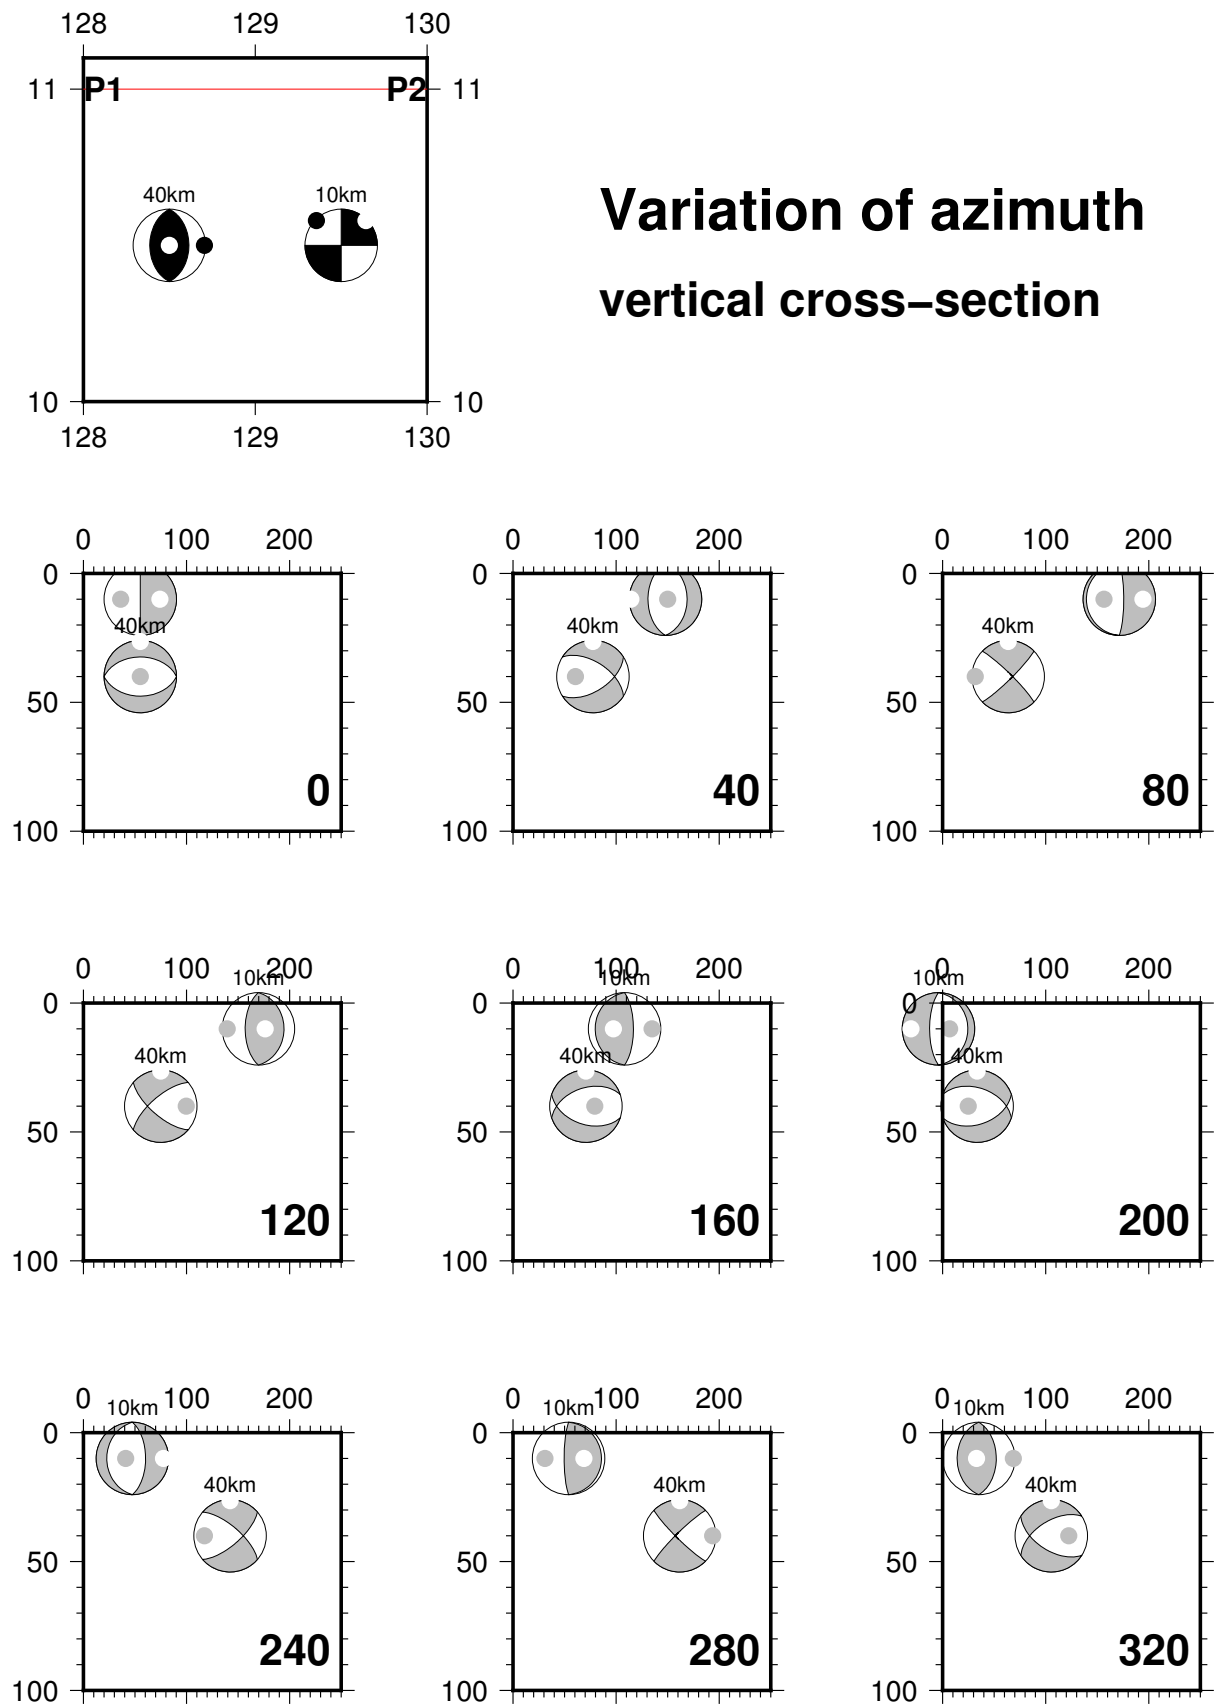 128 129 130
11 P1 P2 11
40km 10km
Variation of azimuth
vertical cross−section
10 10
128 129 130
0 100 200 0 100 200 0 100 200
0 0 0
40km 40km 40km
50 50 50
0 40 80
100 100 100
0 100 200 0 100 200 0 100 200
10km 10km 10km
0 0 0
40km 40km 40km
50 50 50
120 160 200
100 100 100
0 100 200 0 100 200 0 100 200
10km 10km 10km
0 0 0
40km 40km 40km
50 50 50
240 280 320
100 100 100